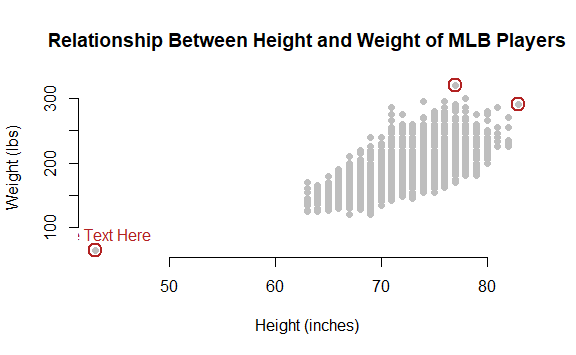 Relationship Between Height and Weight of MLB Players
Weight (lbs)
300
200
100
Text Here
50
60
70
80
Height (inches)